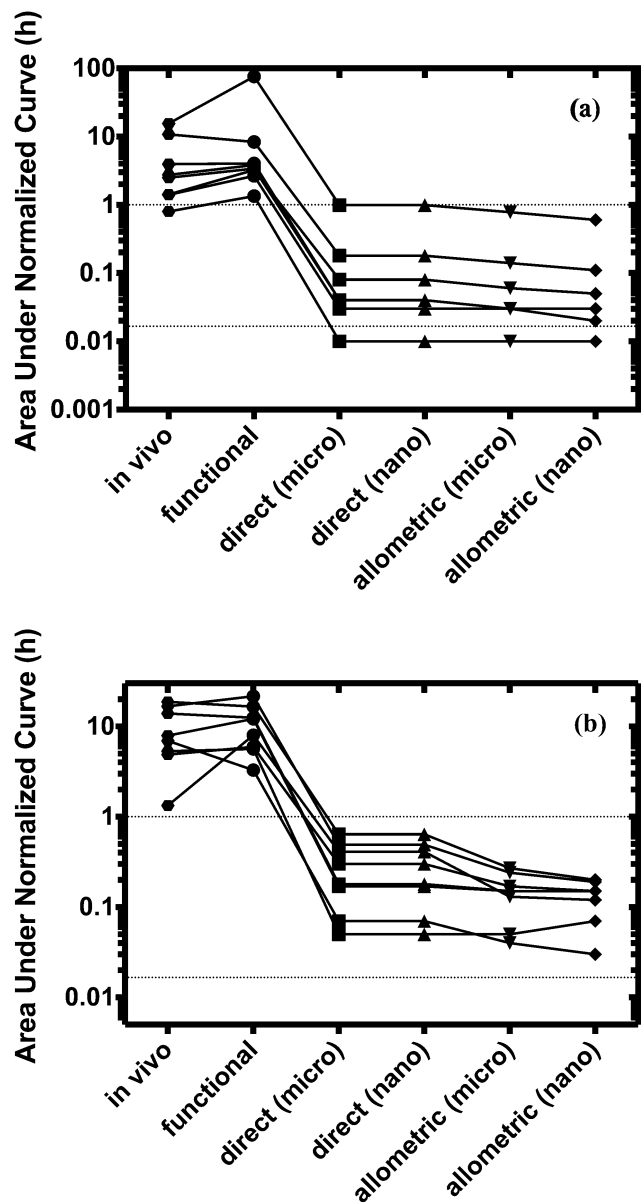 Area Under Normalized Curve (h)
100
10
1
0.1
0.01
0.001
(a)
in vivo
functional
direct (micro)
direct (nano)
allometric (micro)
allometric (nano)
Area Under Normalized Curve (h)
10
1
0.1
0.01
(b)
in vivo
functional
direct (micro)
direct (nano)
allometric (micro)
allometric (nano)